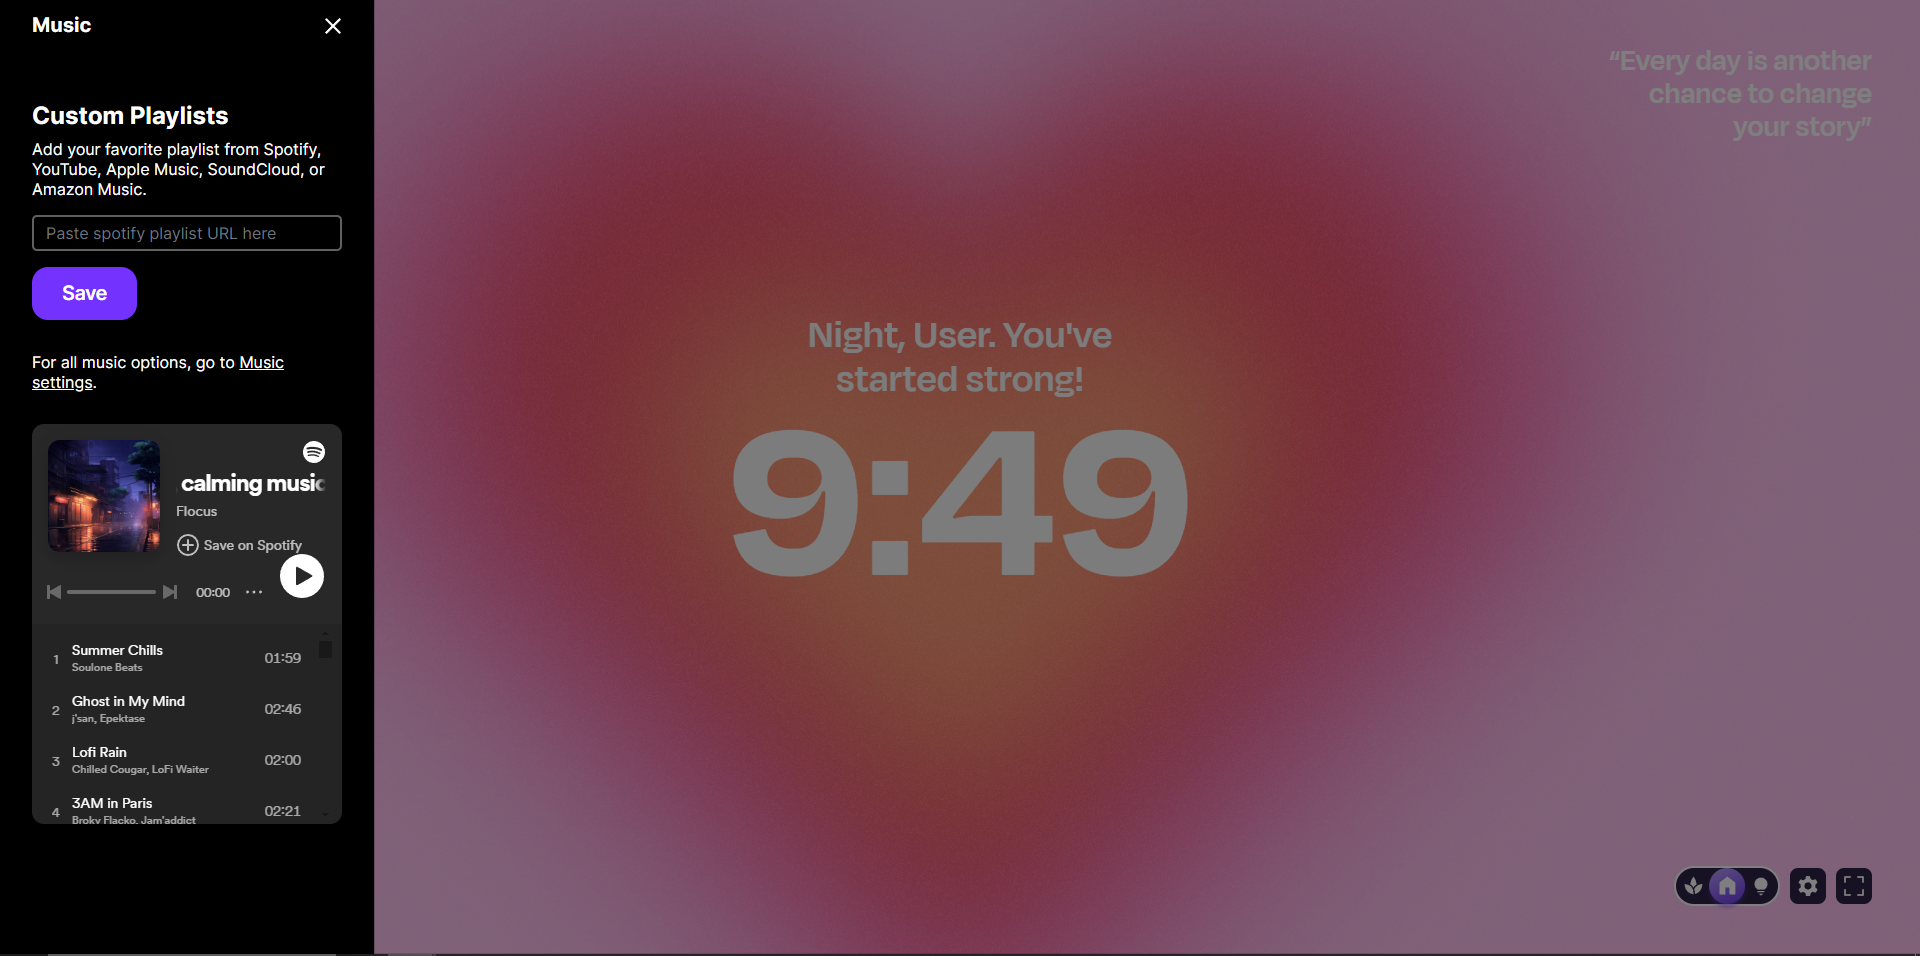 Music
Custom Playlists
Add your favorite playlist from Spotify,
YouTube, Apple Music, SoundCloud, or
Amazon Music.
Paste spotify playlist URL here
Save
For all music options, go to Music
settings.
calming music
Flocus
Save on Spotify
00:00
1 Summer Chills 01:59
Soulone Beats
2 Ghost in My Mind 02:46
j'san, Epektase
3 Lofi Rain 02:00
Chilled Cougar, LoFi Waiter
4 3AM in Paris 02:21
Broky Flacko, Jam'addict
“Every day is another
chance to change
your story”
Night, User. You've
started strong!
9:49